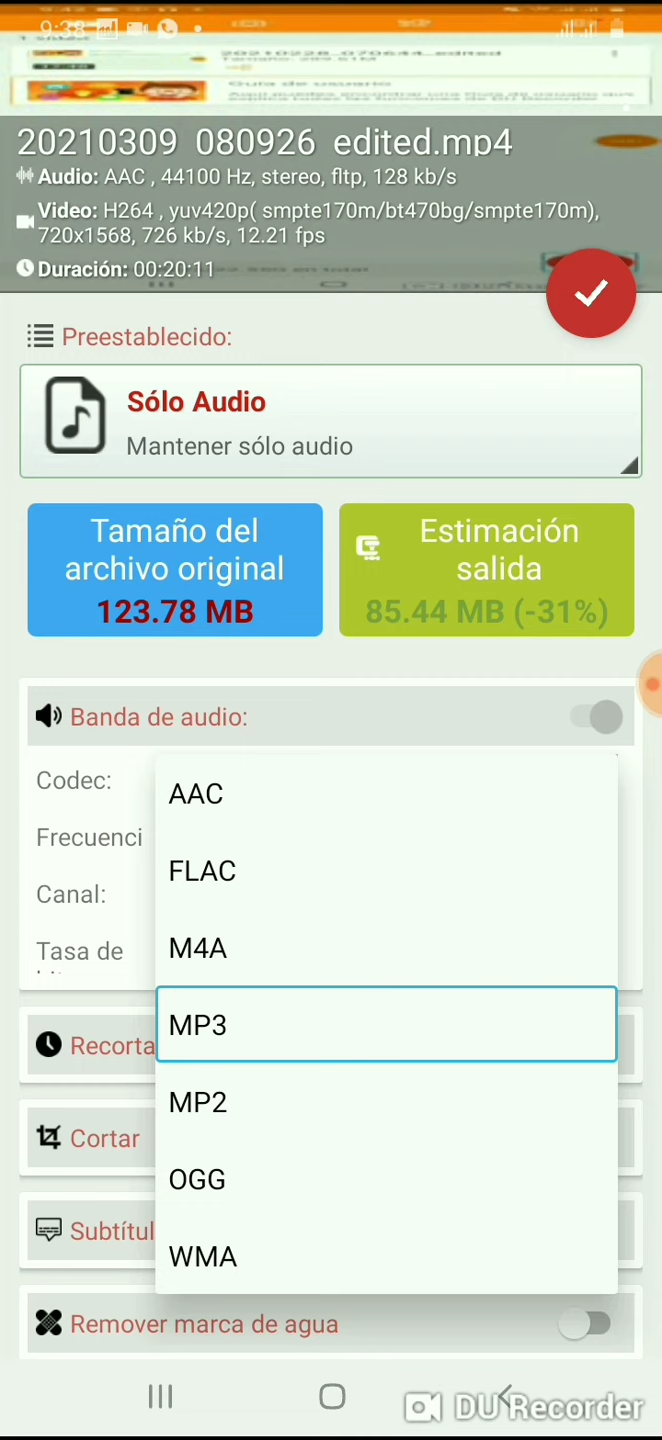 9:38
20210309 080926 edited.mp4
Audio: AAC , 44100 Hz, stereo, fltp, 128 kb/s
Video: H264 , yuv420p( smpte170m/bt470bg/smpte170m),
720x1568, 726 kb/s, 12.21 fps
Duración: 00:20:11
Preestablecido:
Sólo Audio
Mantener sólo audio
Tamaño del
archivo original
123.78 MB
Estimación
salida
85.44 MB (-31%)
Banda de audio:
Codec:
Frecuenci
Canal:
Tasa de
AAC
FLAC
M4A
MP3
MP2
OGG
WMA
Recorta
Cortar
Subtítul
Remover marca de agua
DU Recorder